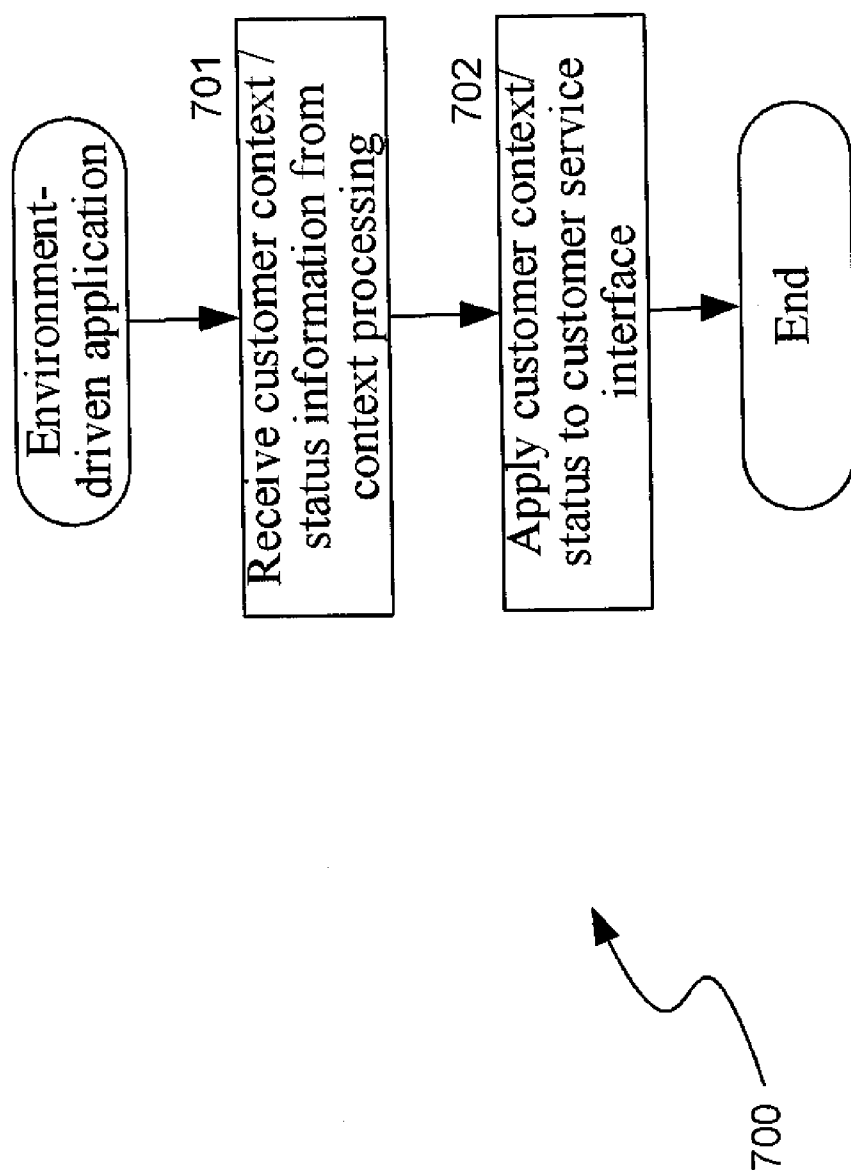 Environment-
driven application
701
Receive customer context /
status information from
context processing
702
Apply customer context/
status to customer service
interface
End
700